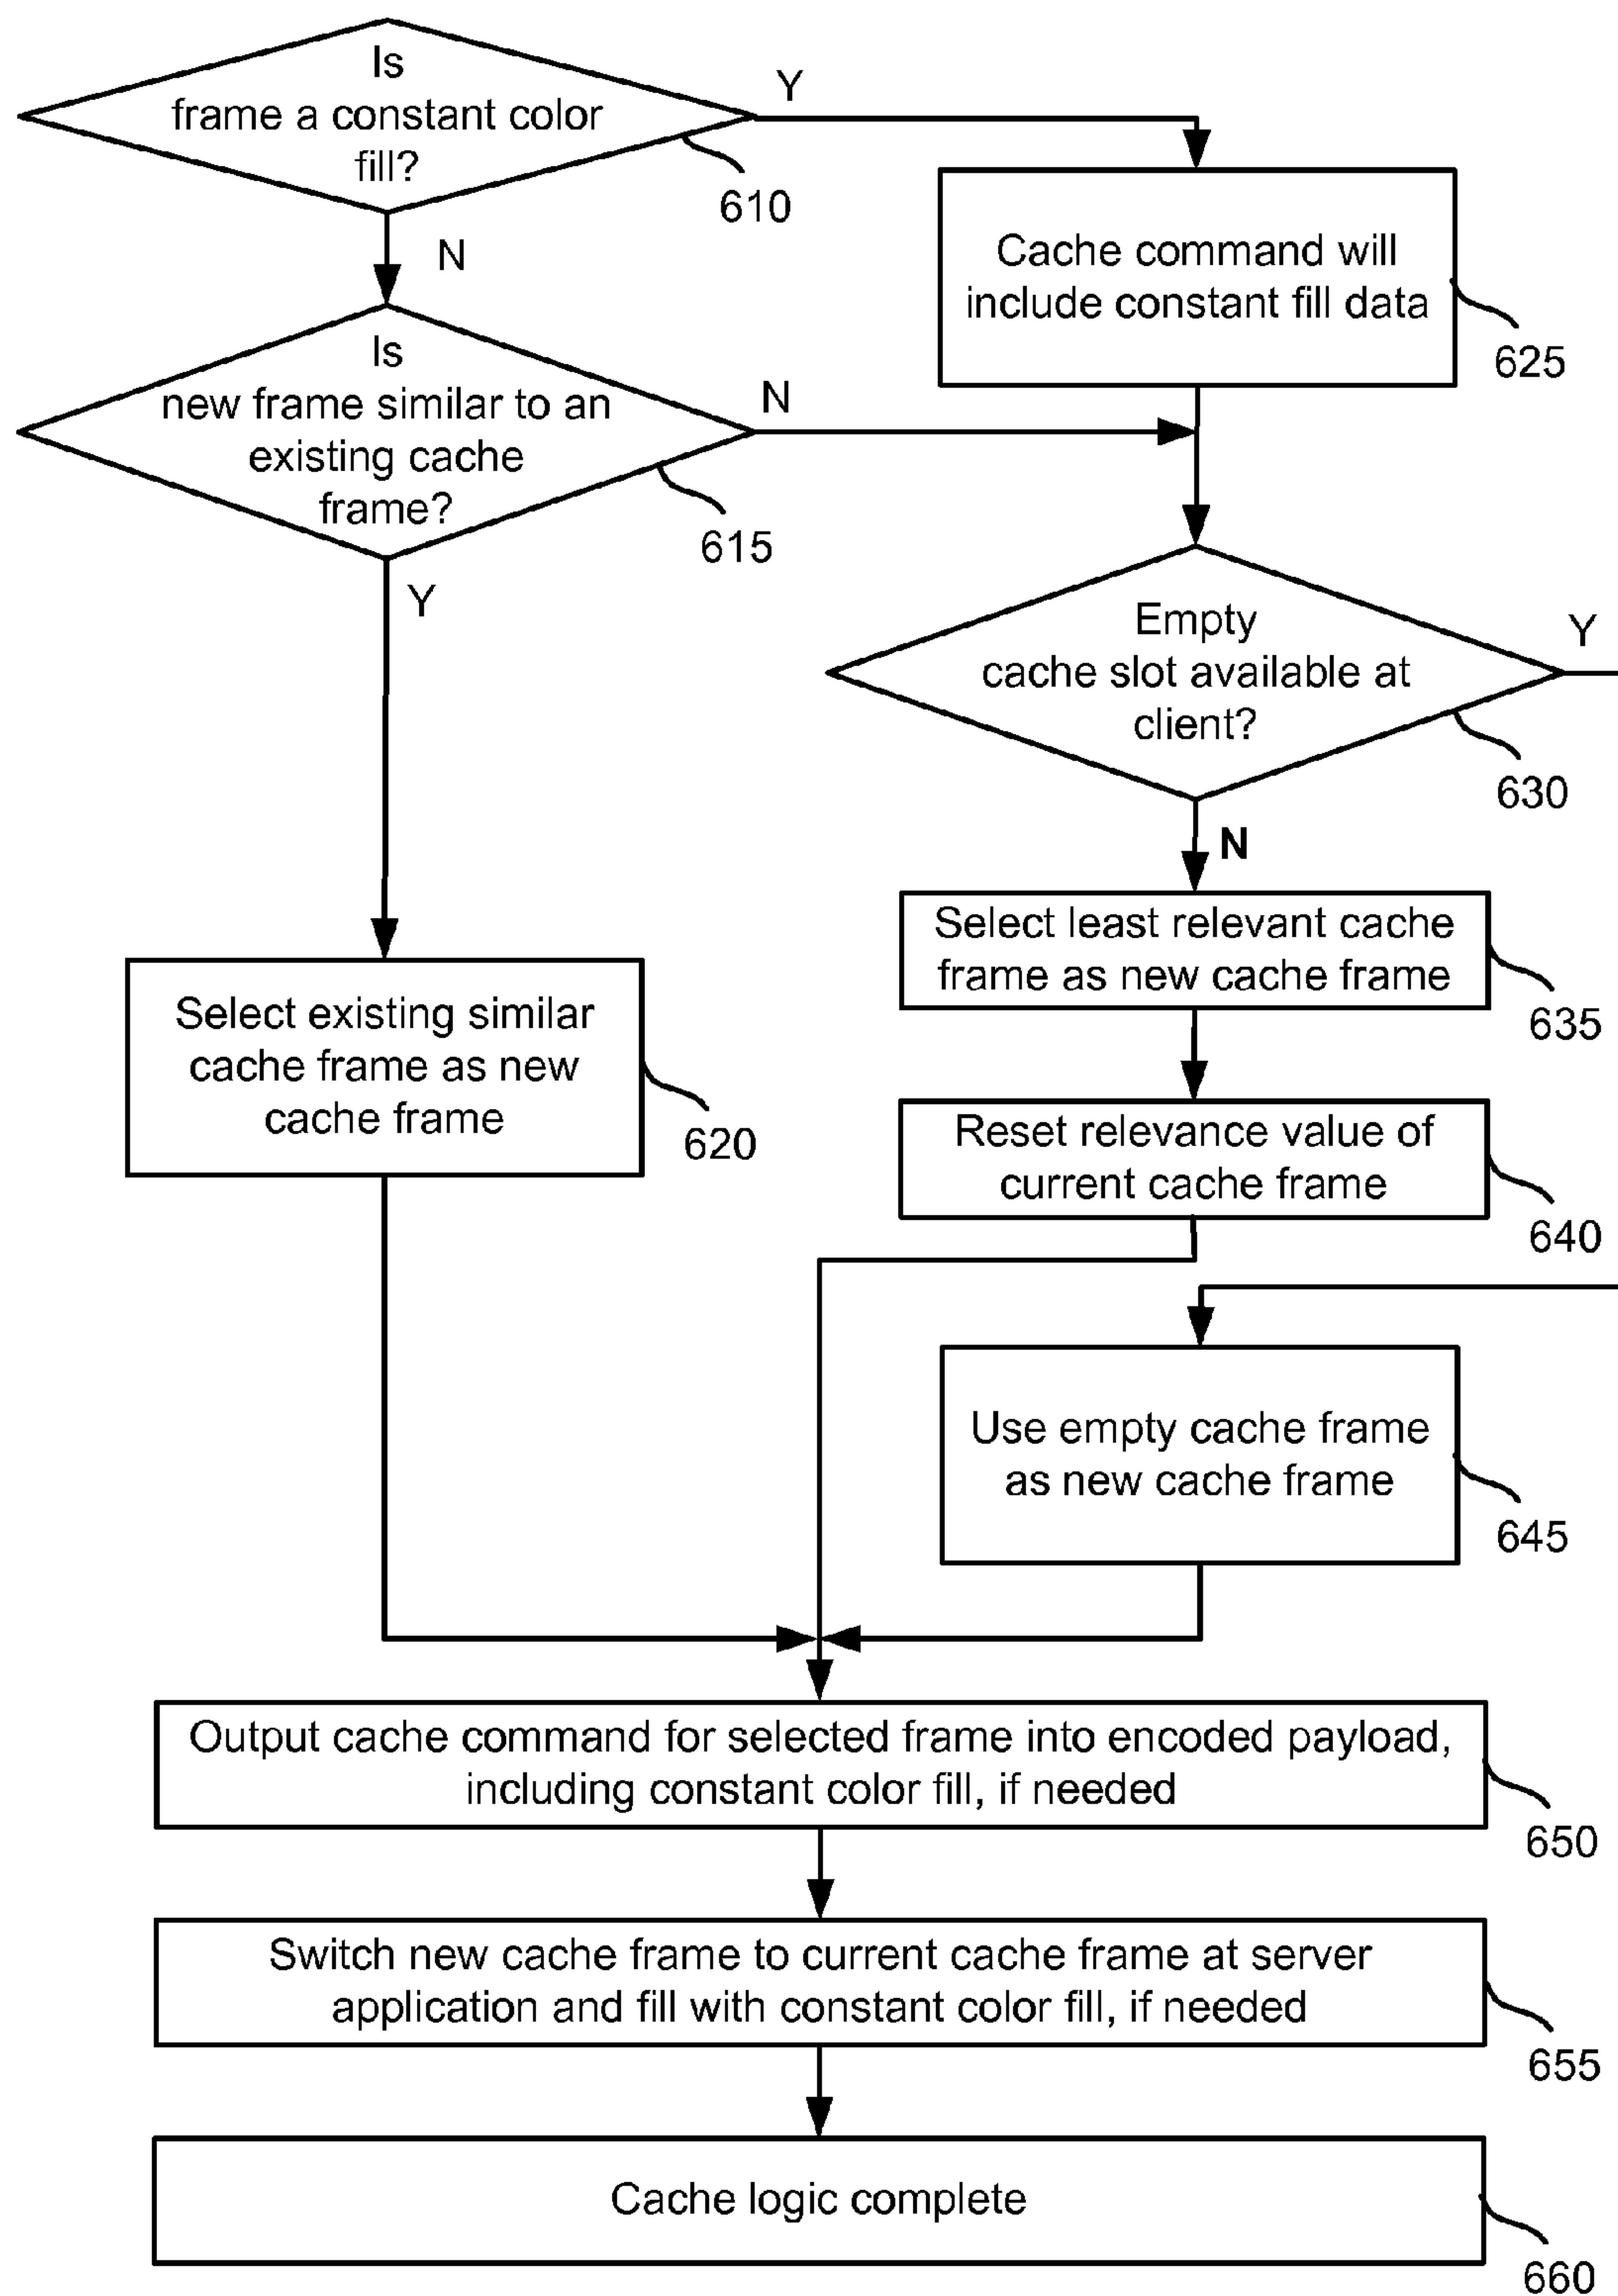 Is
frame a constant color
fill?
Y
610
N
Cache command will
include constant fill data
625
Is
new frame similar to an
existing cache
frame?
N
615
Y
Empty
cache slot available at
client?
Y
630
N
Select least relevant cache
frame as new cache frame
635
Select existing similar
cache frame as new
cache frame
620
Reset relevance value of
current cache frame
640
Use empty cache frame
as new cache frame
645
Output cache command for selected frame into encoded payload,
including constant color fill, if needed
650
Switch new cache frame to current cache frame at server
application and fill with constant color fill, if needed
655
Cache logic complete
660